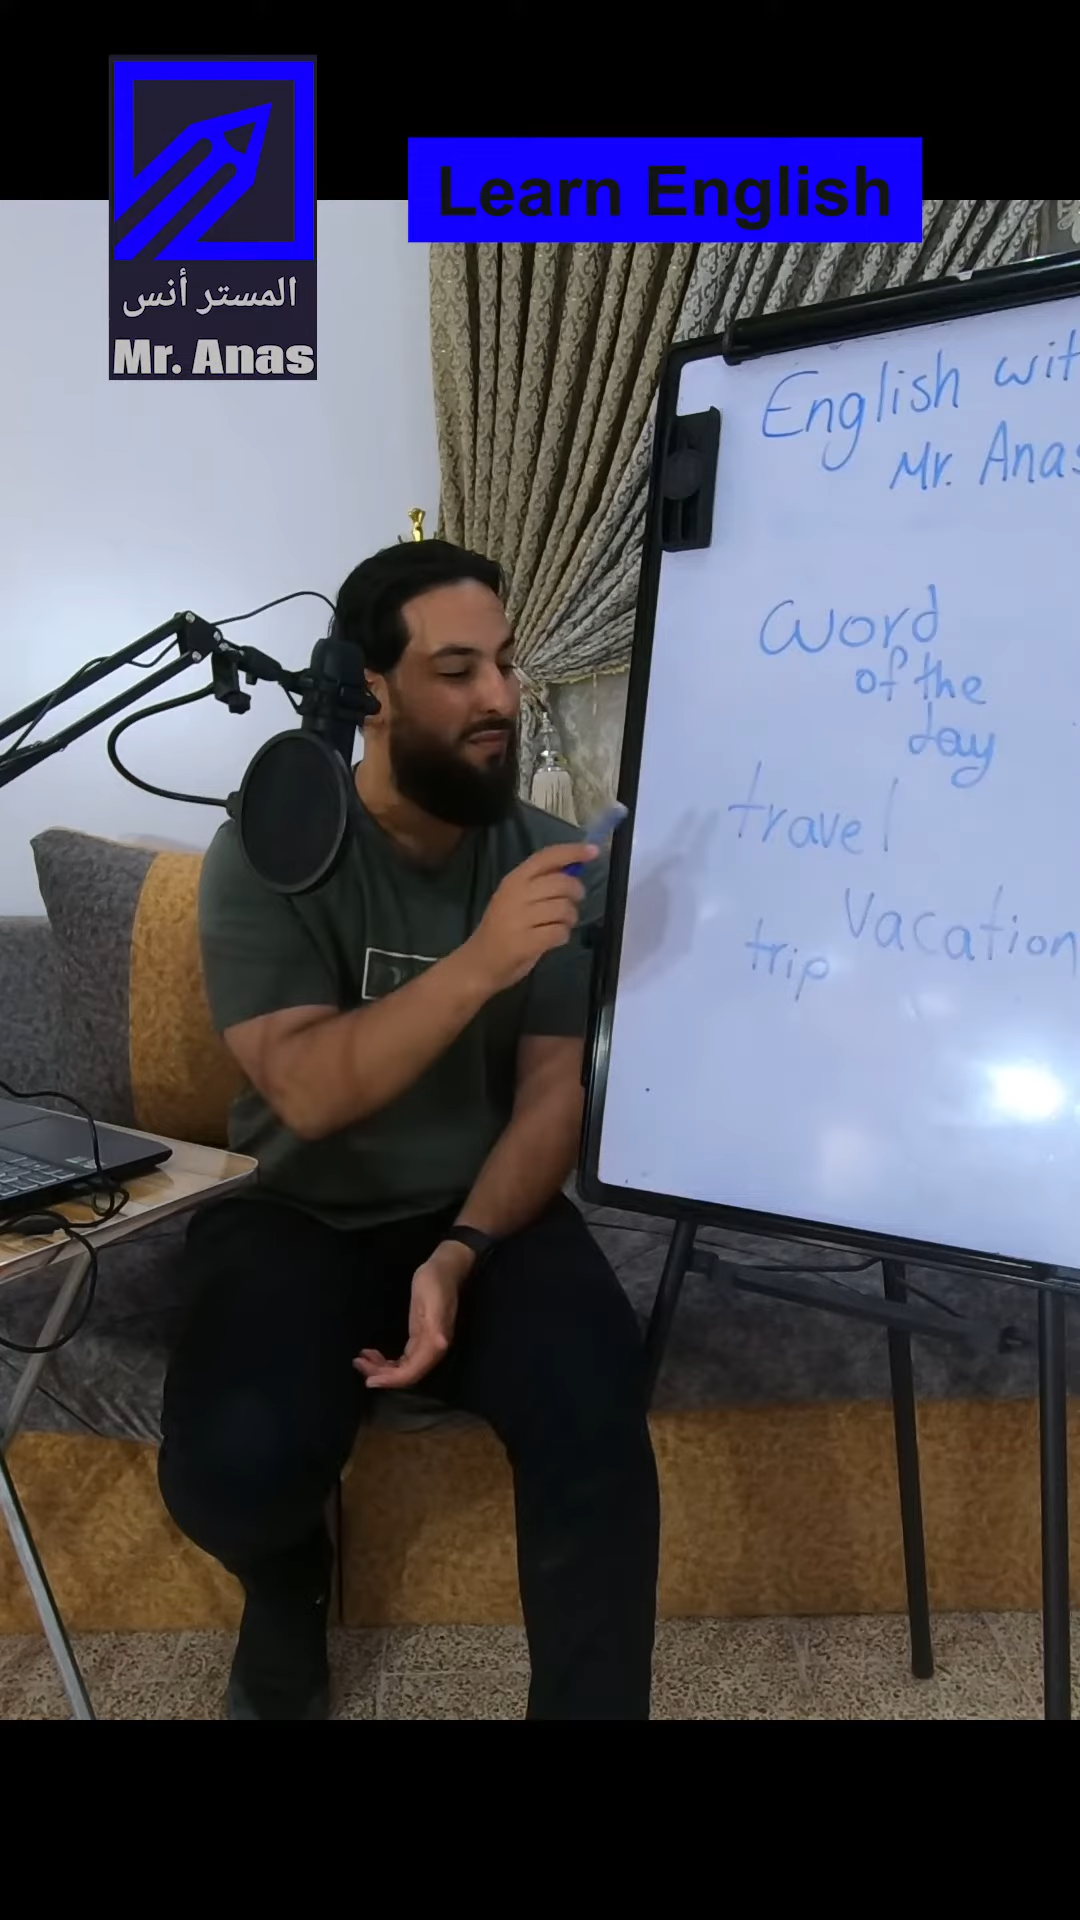 المستر أنس
Mr. Anas
Learn English
English wit
Mr. Anas
word
of the
day
travel
vacation
trip